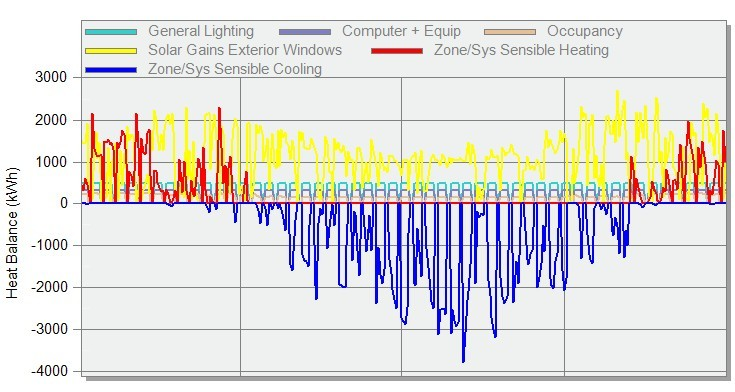 General Lighting Computer + Equip Occupancy
Solar Gains Exterior Windows Zone/Sys Sensible Heating
Zone/Sys Sensible Cooling
3000
2000
1000
0
-1000
-2000
-3000
-4000
Heat Balance (kWh)